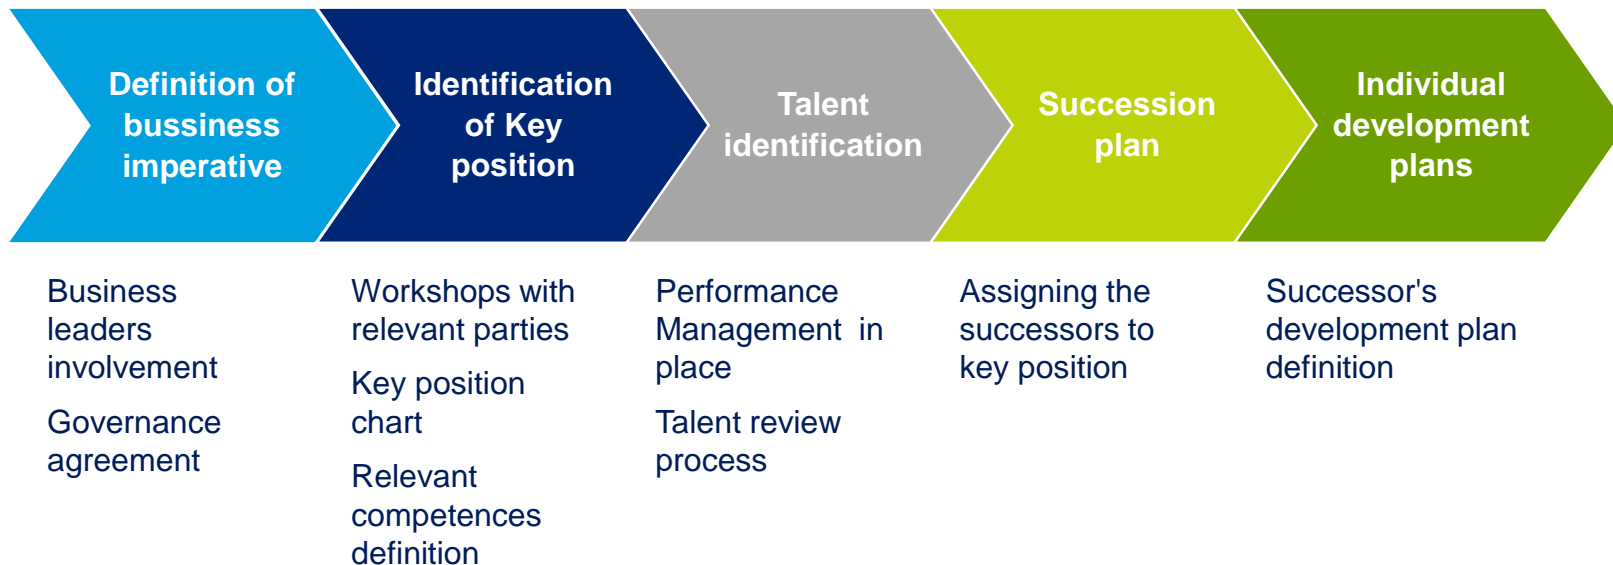 Definition of
bussiness
imperative
Identification
of Key
position
Talent
identification
Succession
plan
Individual
development
plans
Business
leaders
involvement
Governance
agreement
Workshops with
relevant parties
Key position
chart
Relevant
competences
definition
Performance
Management  in
place
Talent review
process
Assigning the
successors to
key position
Successor's
development plan
definition